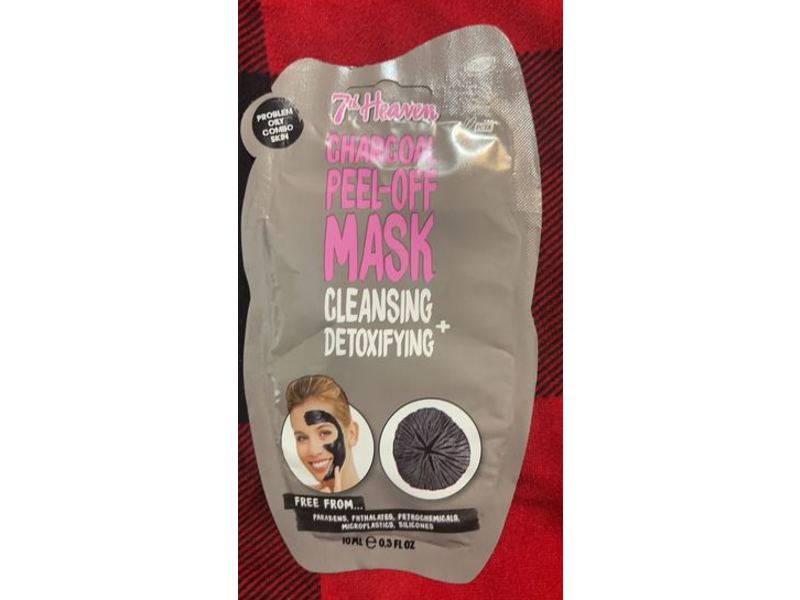 7th Heaven
PROBLEM
OILY
COMBO
SKIN
PETA
CHARCOAL
PEEL-OFF
MASK
CLEANSING +
DETOXIFYING
FREE FROM...
PARABENS, PHTHALATES, PETROCHEMICALS,
MICROPLASTICS, SILICONES
10 ML e 0.3 FL OZ